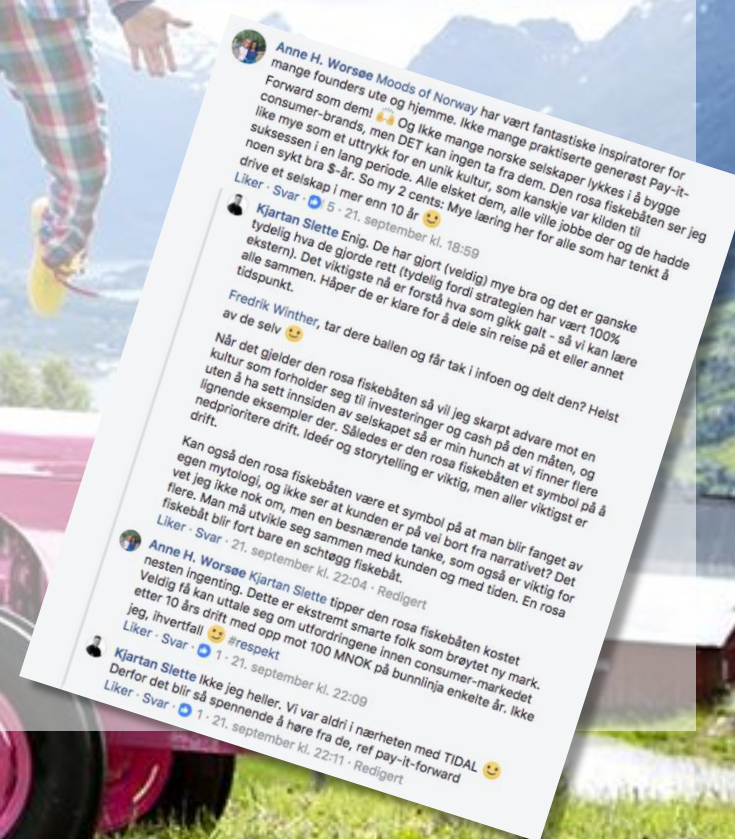 Anne H. Worsøe Moods of Norway har vært fantastiske inspiratorer for
mange founders ute og hjemme. Ikke mange praktiserte generøst Pay-it-
Forward som dem! 🙌 Og Ikke mange norske selskaper lykkes i å bygge
consumer-brands, men DET kan ingen ta fra dem. Den rosa fiskebåten ser jeg
like mye som et uttrykk for en unik kultur, som kanskje var kilden til
suksessen i en lang periode. Alle elsket dem, alle ville jobbe der og de hadde
noen sykt bra $-år. So my 2 cents: Mye læring her for alle som har tenkt å
drive et selskap i mer enn 10 år 🙂
Liker · Svar · 5 · 21. september kl. 18:59
Kjartan Slette Enig. De har gjort (veldig) mye bra og det er ganske
tydelig hva de gjorde rett (tydelig fordi strategien har vært 100%
ekstern). Det viktigste nå er forstå hva som gikk galt - så vi kan lære
alle sammen. Håper de er klare for å dele sin reise på et eller annet
tidspunkt.
Fredrik Winther, tar dere ballen og får tak i infoen og delt den? Helst
av de selv 🙂
Når det gjelder den rosa fiskebåten så vil jeg skarpt advare mot en
kultur som forholder seg til investeringer og cash på den måten, og
uten å ha sett innsiden av selskapet så er min hunch at vi finner flere
lignende eksempler der. Således er den rosa fiskebåten et symbol på å
nedprioritere drift. Ideér og storytelling er viktig, men aller viktigst er
drift.
Kan også den rosa fiskebåten være et symbol på at man blir fanget av
egen mytologi, og ikke ser at kunden er på vei bort fra narrativet? Det
vet jeg ikke nok om, men en besnærende tanke, som også er viktig for
flere. Man må utvikle seg sammen med kunden og med tiden. En rosa
fiskebåt blir fort bare en schtøgg fiskebåt.
Liker · Svar · 21. september kl. 22:04 · Redigert
Anne H. Worsøe Kjartan Slette tipper den rosa fiskebåten kostet
nesten ingenting. Dette er ekstremt smarte folk som brøytet ny mark.
Veldig få kan uttale seg om utfordringene innen consumer-markedet
etter 10 års drift med opp mot 100 MNOK på bunnlinja enkelte år. Ikke
jeg, ihvertfall 🙂 #respekt
Liker · Svar · 1 · 21. september kl. 22:09
Kjartan Slette Ikke jeg heller. Vi var aldri i nærheten med TIDAL 🙂
Derfor det blir så spennende å høre fra de, ref pay-it-forward
Liker · Svar · 1 · 21. september kl. 22:11 · Redigert